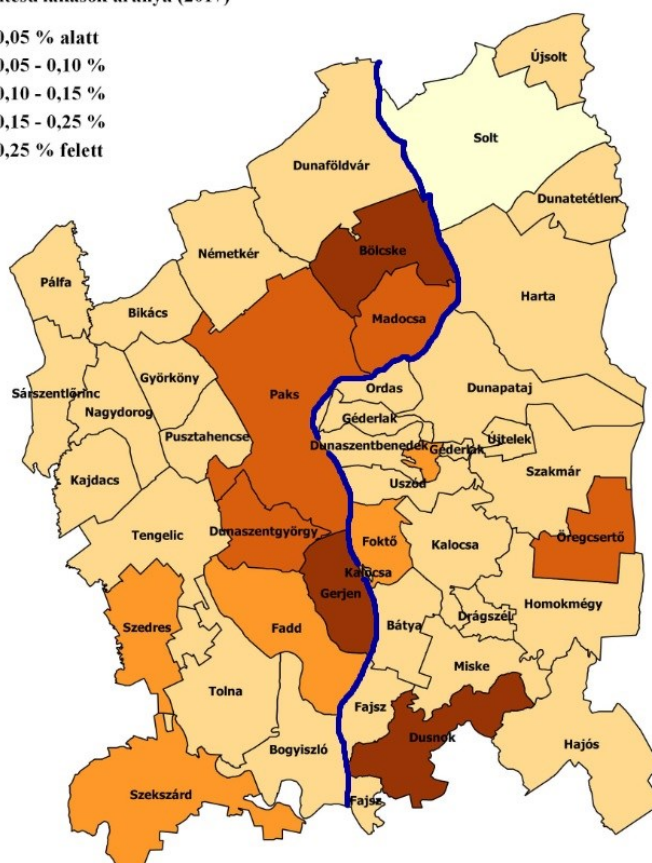 aránya (2017)
0,05 % alatt
0,05 - 0,10 %
0,10 - 0,15 %
0,15 - 0,25 %
0,25 % felett
Újsolt
Solt
Dunaföldvár
Dunatetétlen
Németkér
Bölcske
Pálfa
Harta
Bikács
Madocsa
Györköny
Ordas
Dunapataj
Sárszentlőrinc
Paks
Nagydorog
Géderlak
Pusztahencse
Dunaszentbenedek
Géderlak
Újtelek
Szakmár
Kajdacs
Uszód
Tengelic
Dunaszentgyörgy
Foktő
Kalocsa
Öregcsertő
Kalocsa
Gerjen
Homokmégy
Szedres
Fadd
Bátya
Drágszél
Miske
Tolna
Fajsz
Dusnok
Hajós
Bogyiszló
Szekszárd
Fajsz